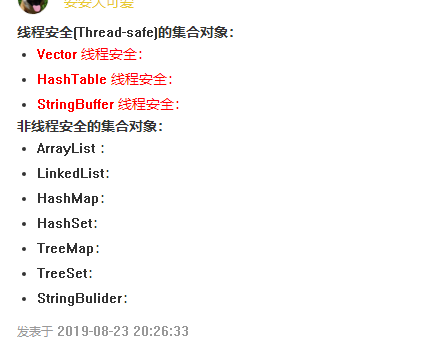 安安大可爱
线程安全(Thread-safe)的集合对象：
Vector 线程安全：
HashTable 线程安全：
StringBuffer 线程安全：
非线程安全的集合对象：
ArrayList ：
LinkedList：
HashMap：
HashSet：
TreeMap：
TreeSet：
StringBulider：
发表于 2019-08-23 20:26:33